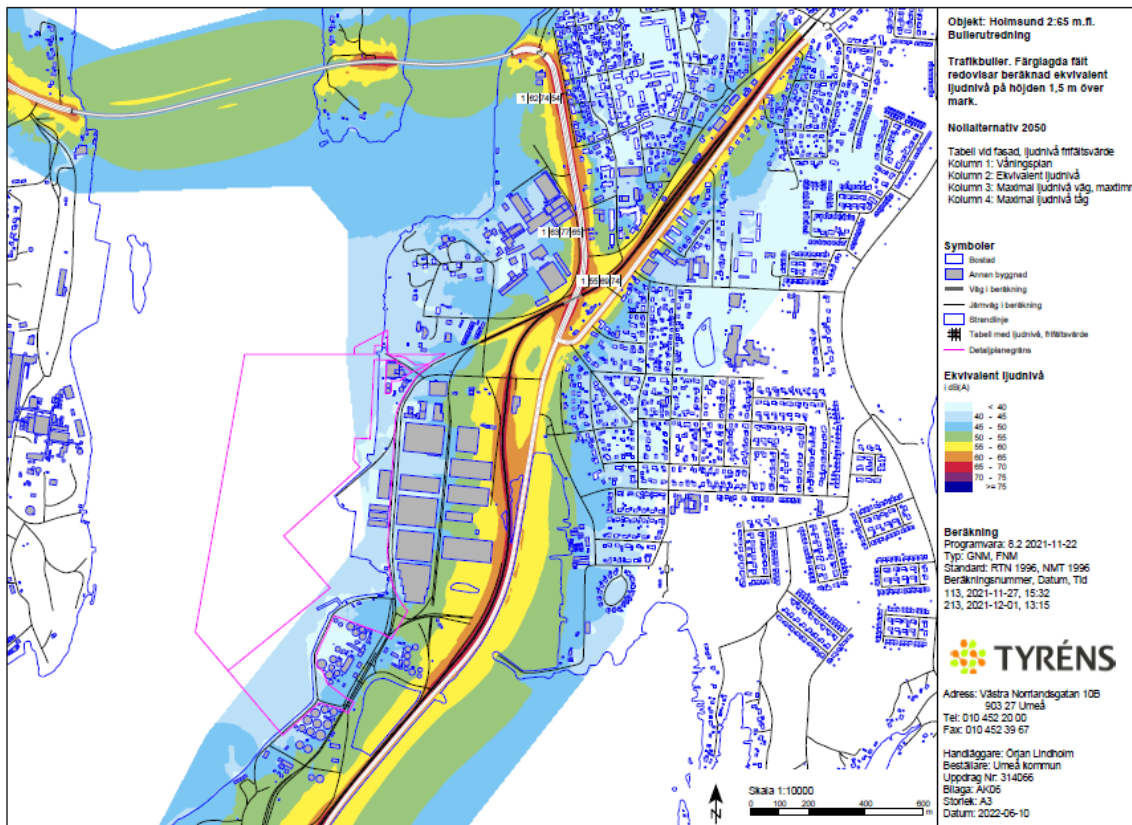 Objekt: Holmsund 2:65 m.fl.
Bullerutredning
Trafikbuller. Färglagda fält
redovisar beräknad ekvivalent
ljudnivå på höjden 1,5 m över
mark.
Nollalternativ 2050
Tabell vid fasad, ljudnivå frifältsvärde
Kolumn 1: Våningsplan
Kolumn 2: Ekvivalent ljudnivå
Kolumn 3: Maximal ljudnivå väg, maxtimm
Kolumn 4: Maximal ljudnivå tåg
Symboler
Bostad
Annan byggnad
Väg i beräkning
Järnväg i beräkning
Strandlinje
Tabell med ljudnivå, frifältsvärde
Detaljplanegräns
Ekvivalent ljudnivå
i dB(A)
< 40
40 - 45
45 - 50
50 - 55
55 - 60
60 - 65
65 - 70
70 - 75
>= 75
Beräkning
Programvara: 8.2 2021-11-22
Typ: GNM, FNM
Standard: RTN 1996, NMT 1996
Beräkningsnummer, Datum, Tid
113, 2021-11-27, 15:32
213, 2021-12-01, 13:15
TYRÉNS
Adress: Västra Norrlandsgatan 10B
903 27 Umeå
Tel: 010 452 20 00
Fax: 010 452 39 67
Handläggare: Örjan Lindholm
Beställare: Umeå kommun
Uppdrag Nr: 314066
Bilaga: AK06
Storlek: A3
Datum: 2022-06-10
1 62 74 54
1 63 77 65
1 55 69 74
N
Skala 1:10000
0 100 200 400 600
m